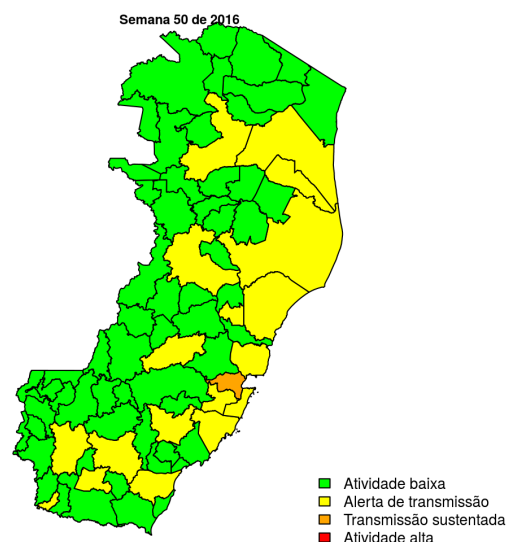 Semana 50 de 2016
Atividade baixa
Alerta de transmissão
Transmissão sustentada
Atividade alta